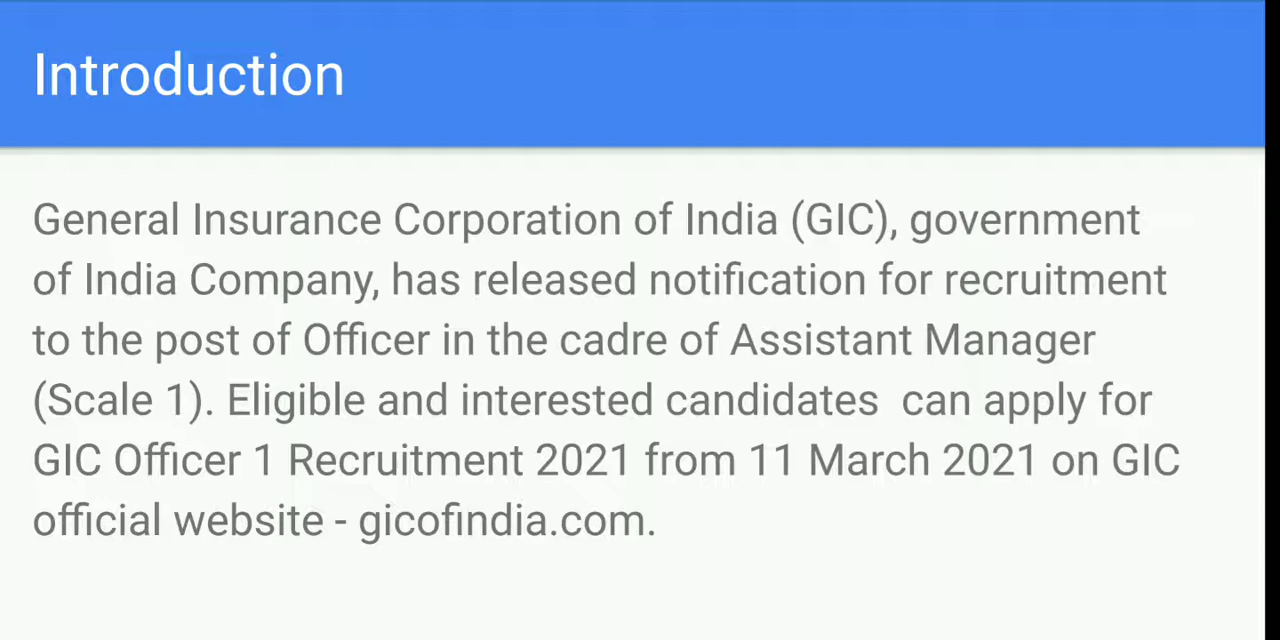 Introduction
General Insurance Corporation of India (GIC), government
of India Company, has released notification for recruitment
to the post of Officer in the cadre of Assistant Manager
(Scale 1). Eligible and interested candidates  can apply for
GIC Officer 1 Recruitment 2021 from 11 March 2021 on GIC
official website - gicofindia.com.